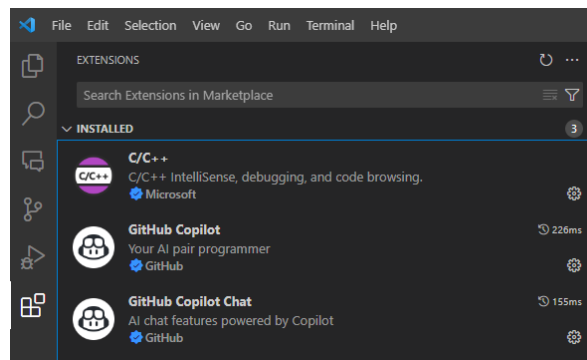 File Edit Selection View Go Run Terminal Help
EXTENSIONS
Search Extensions in Marketplace
INSTALLED 3
C/C++
C/C++
C/C++ IntelliSense, debugging, and code browsing.
Microsoft
GitHub Copilot 226ms
Your AI pair programmer
GitHub
GitHub Copilot Chat 155ms
AI chat features powered by Copilot
GitHub